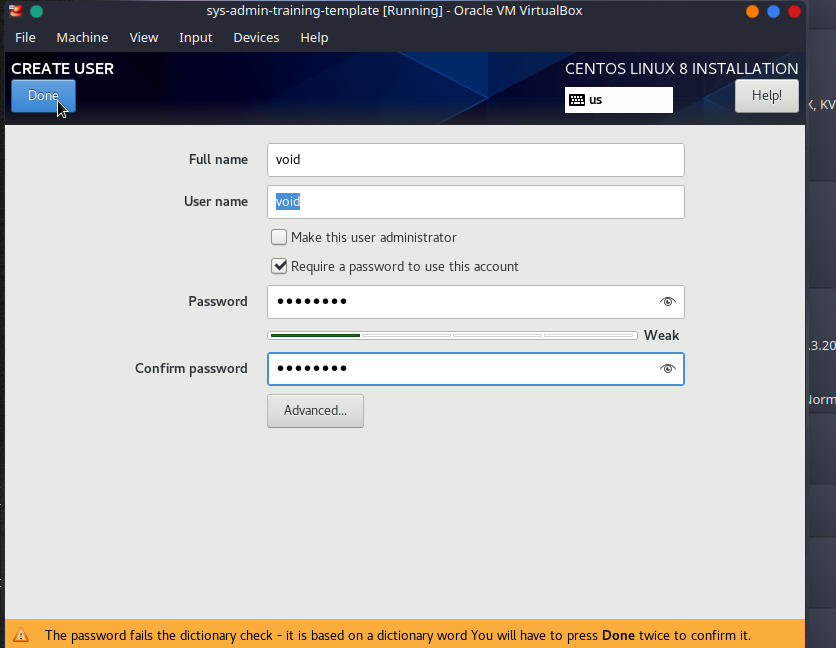 sys-admin-training-template [Running] - Oracle VM VirtualBox
File Machine View Input Devices Help
CREATE USER
CENTOS LINUX 8 INSTALLATION
Done
us
Help!
K, KV
Full name
void
User name
void
Make this user administrator
Require a password to use this account
Password
••••••••
Weak
.3.20
Confirm password
••••••••
Norm
Advanced...
The password fails the dictionary check - it is based on a dictionary word You will have to press Done twice to confirm it.